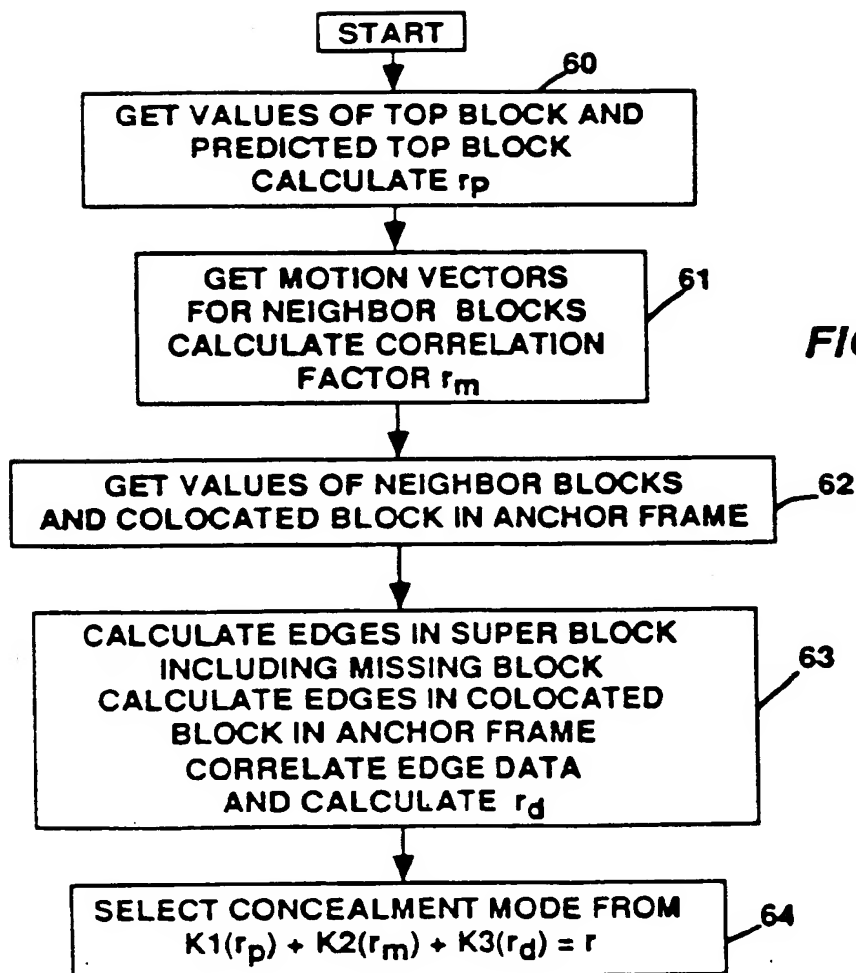 START
60
GET VALUES OF TOP BLOCK AND
PREDICTED TOP BLOCK
CALCULATE rp
61
GET MOTION VECTORS
FOR NEIGHBOR BLOCKS
CALCULATE CORRELATION
FACTOR rm
FIG
GET VALUES OF NEIGHBOR BLOCKS
AND COLOCATED BLOCK IN ANCHOR FRAME
62
CALCULATE EDGES IN SUPER BLOCK
INCLUDING MISSING BLOCK
CALCULATE EDGES IN COLOCATED
BLOCK IN ANCHOR FRAME
CORRELATE EDGE DATA
AND CALCULATE rd
63
SELECT CONCEALMENT MODE FROM
K1(rp) + K2(rm) + K3(rd) = r
64